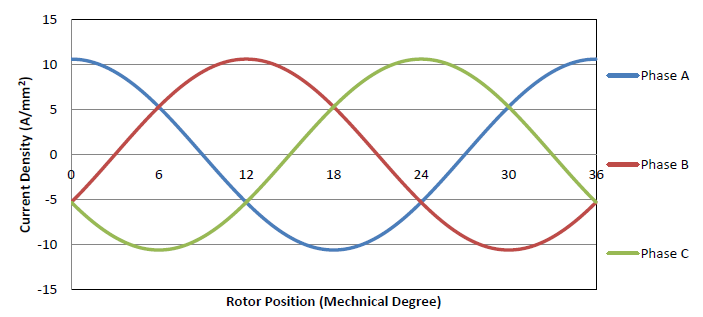 15
10
5
0
-5
-10
-15
Current Density (A/mm²)
0 6 12 18 24 30 36
Rotor Position (Mechnical Degree)
Phase A
Phase B
Phase C